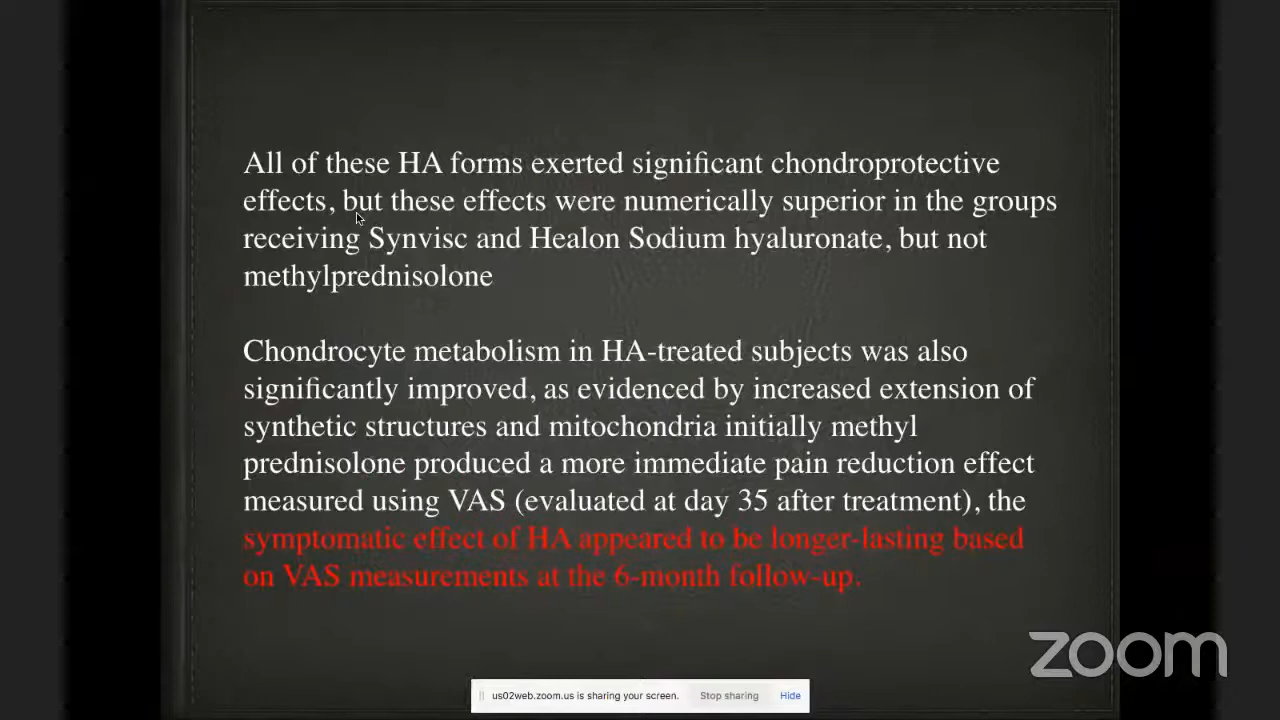 All of these HA forms exerted significant chondroprotective
effects, but these effects were numerically superior in the groups
receiving Synvisc and Healon Sodium hyaluronate, but not
methylprednisolone
Chondrocyte metabolism in HA-treated subjects was also
significantly improved, as evidenced by increased extension of
synthetic structures and mitochondria initially methyl
prednisolone produced a more immediate pain reduction effect
measured using VAS (evaluated at day 35 after treatment), the
symptomatic effect of HA appeared to be longer-lasting based
on VAS measurements at the 6-month follow-up.
zoom
us02web.zoom.us is sharing your screen. Stop sharing Hide